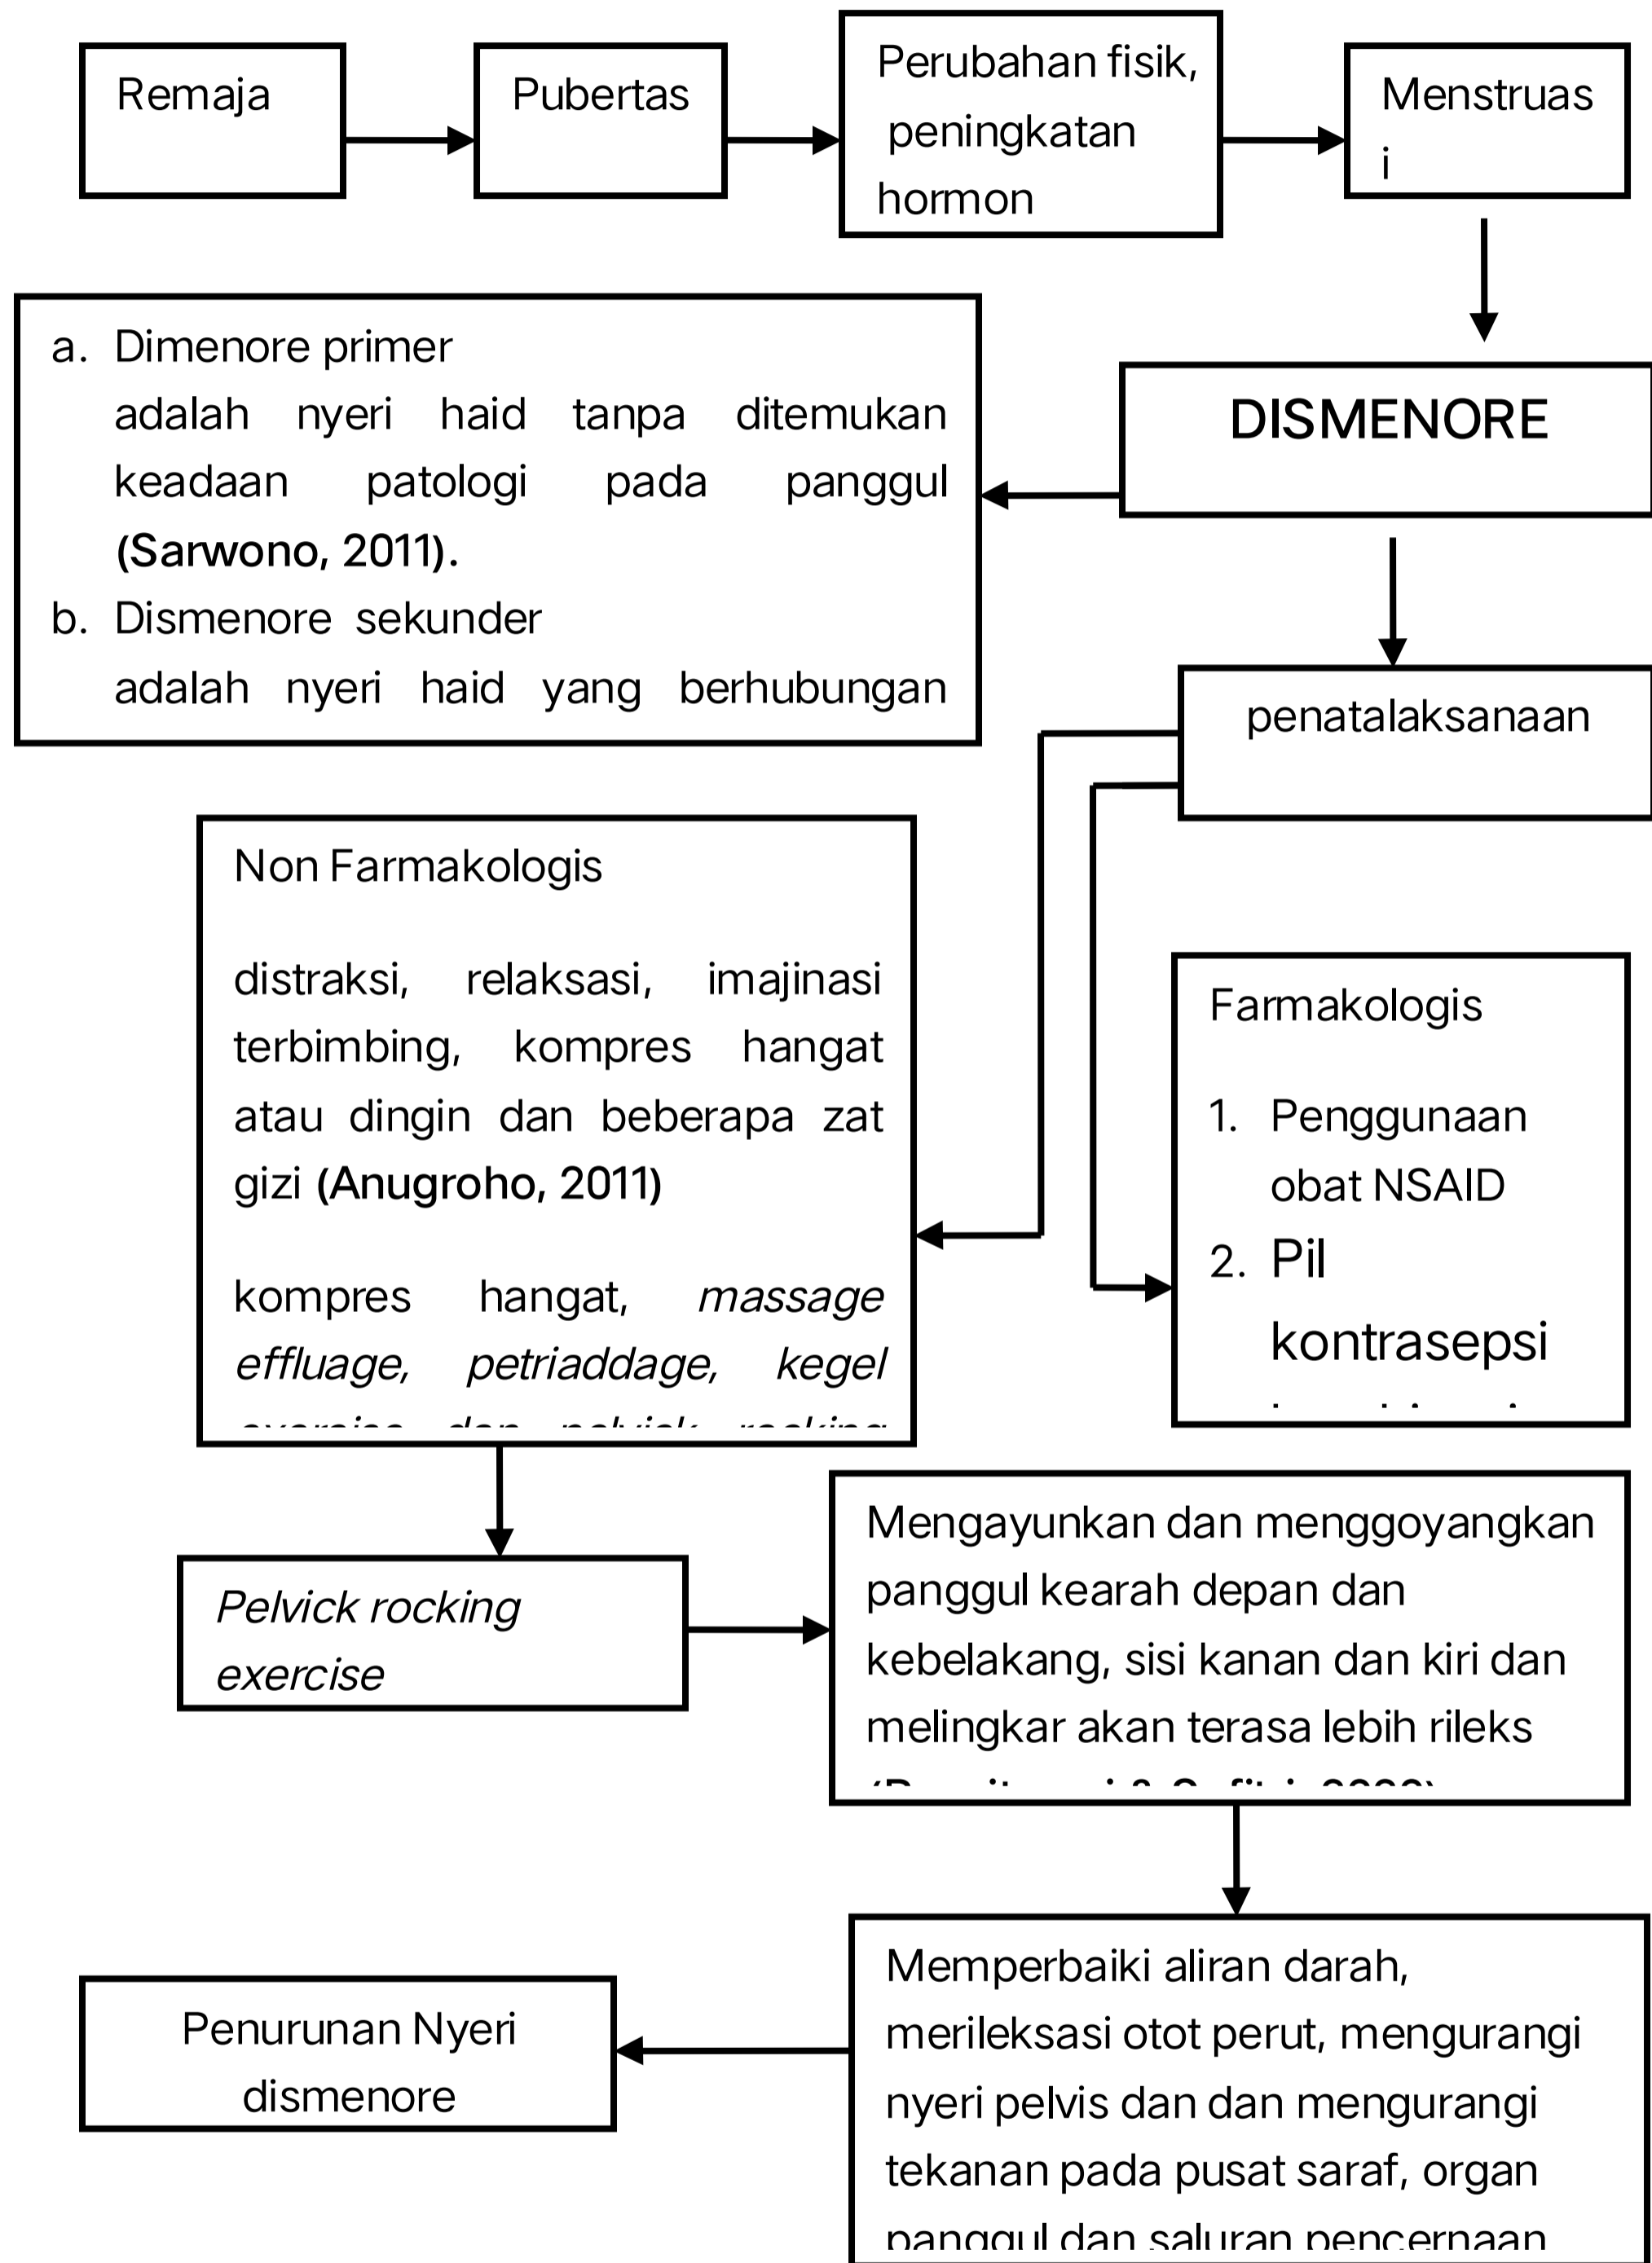 Remaja
Pubertas
Perubahan fisik,
peningkatan
hormon
Menstruas
i
DISMENORE
a. Dimenore primer
adalah nyeri haid tanpa ditemukan
keadaan patologi pada panggul
(Sarwono, 2011).
b. Dismenore sekunder
adalah nyeri haid yang berhubungan
penatalaksanaan
Non Farmakologis
distraksi, relaksasi, imajinasi
terbimbing, kompres hangat
atau dingin dan beberapa zat
gizi (Anugroho, 2011)
kompres hangat, massage
effluage, petriaddage, kegel
Farmakologis
1. Penggunaan
obat NSAID
2. Pil
kontrasepsi
Pelvick rocking
exercise
Mengayunkan dan menggoyangkan
panggul kearah depan dan
kebelakang, sisi kanan dan kiri dan
melingkar akan terasa lebih rileks
Memperbaiki aliran darah,
merileksasi otot perut, mengurangi
nyeri pelvis dan dan mengurangi
tekanan pada pusat saraf, organ
panggul dan saluran pencernaan
Penurunan Nyeri
dismenore